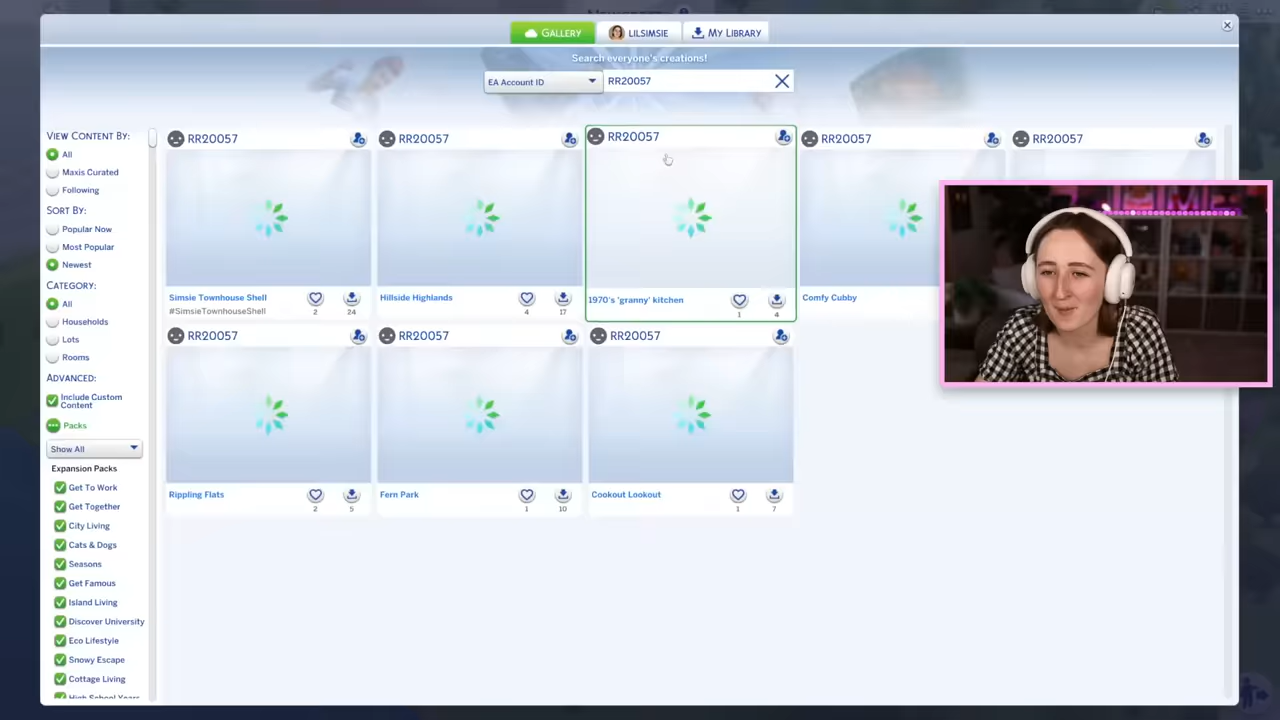 GALLERY
LILSIMSIE
MY LIBRARY
Search everyone's creations!
EA Account ID
RR20057
VIEW CONTENT BY:
All
Maxis Curated
Following
SORT BY:
Popular Now
Most Popular
Newest
CATEGORY:
All
Households
Lots
Rooms
ADVANCED:
Include Custom
Content
Packs
Show All
Expansion Packs
Get To Work
Get Together
City Living
Cats & Dogs
Seasons
Get Famous
Island Living
Discover University
Eco Lifestyle
Snowy Escape
Cottage Living
High School Years
RR20057
Simsie Townhouse Shell
#SimsieTownhouseShell
2
24
RR20057
Hillside Highlands
4
17
RR20057
1970's 'granny' kitchen
1
4
RR20057
Comfy Cubby
RR20057
RR20057
Rippling Flats
2
5
RR20057
Fern Park
1
10
RR20057
Cookout Lookout
1
7